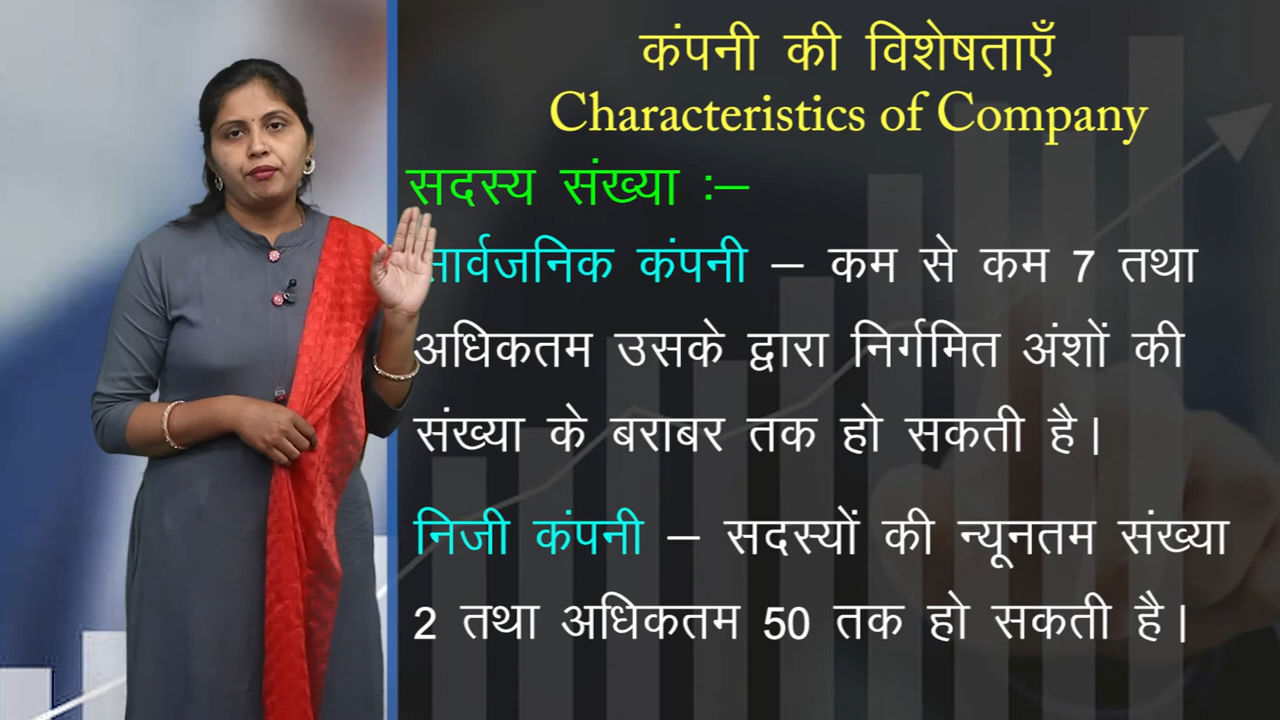 कंपनी की विशेषताएँ
Characteristics of Company
सदस्य संख्या :–
सार्वजनिक कंपनी – कम से कम 7 तथा
अधिकतम उसके द्वारा निर्गमित अंशों की
संख्या के बराबर तक हो सकती है।
निजी कंपनी – सदस्यों की न्यूनतम संख्या
2 तथा अधिकतम 50 तक हो सकती है।